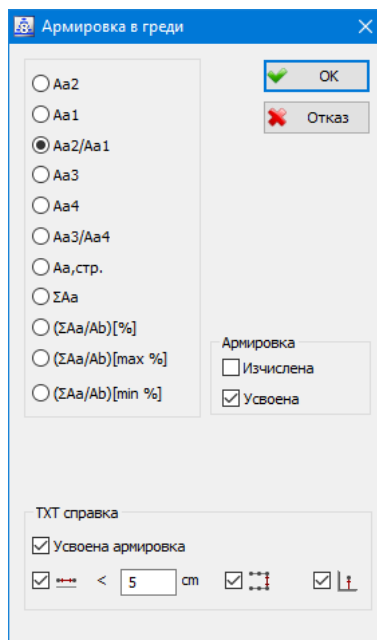 Армировка в греди
Aa2
Aa1
Aa2/Aa1
Aa3
Aa4
Aa3/Aa4
Aa,стр.
ΣAa
(ΣAa/Ab)[%]
(ΣAa/Ab)[max %]
(ΣAa/Ab)[min %]
OK
Отказ
Армировка
Изчислена
Усвоена
TXT справка
Усвоена армировка
< 5 cm